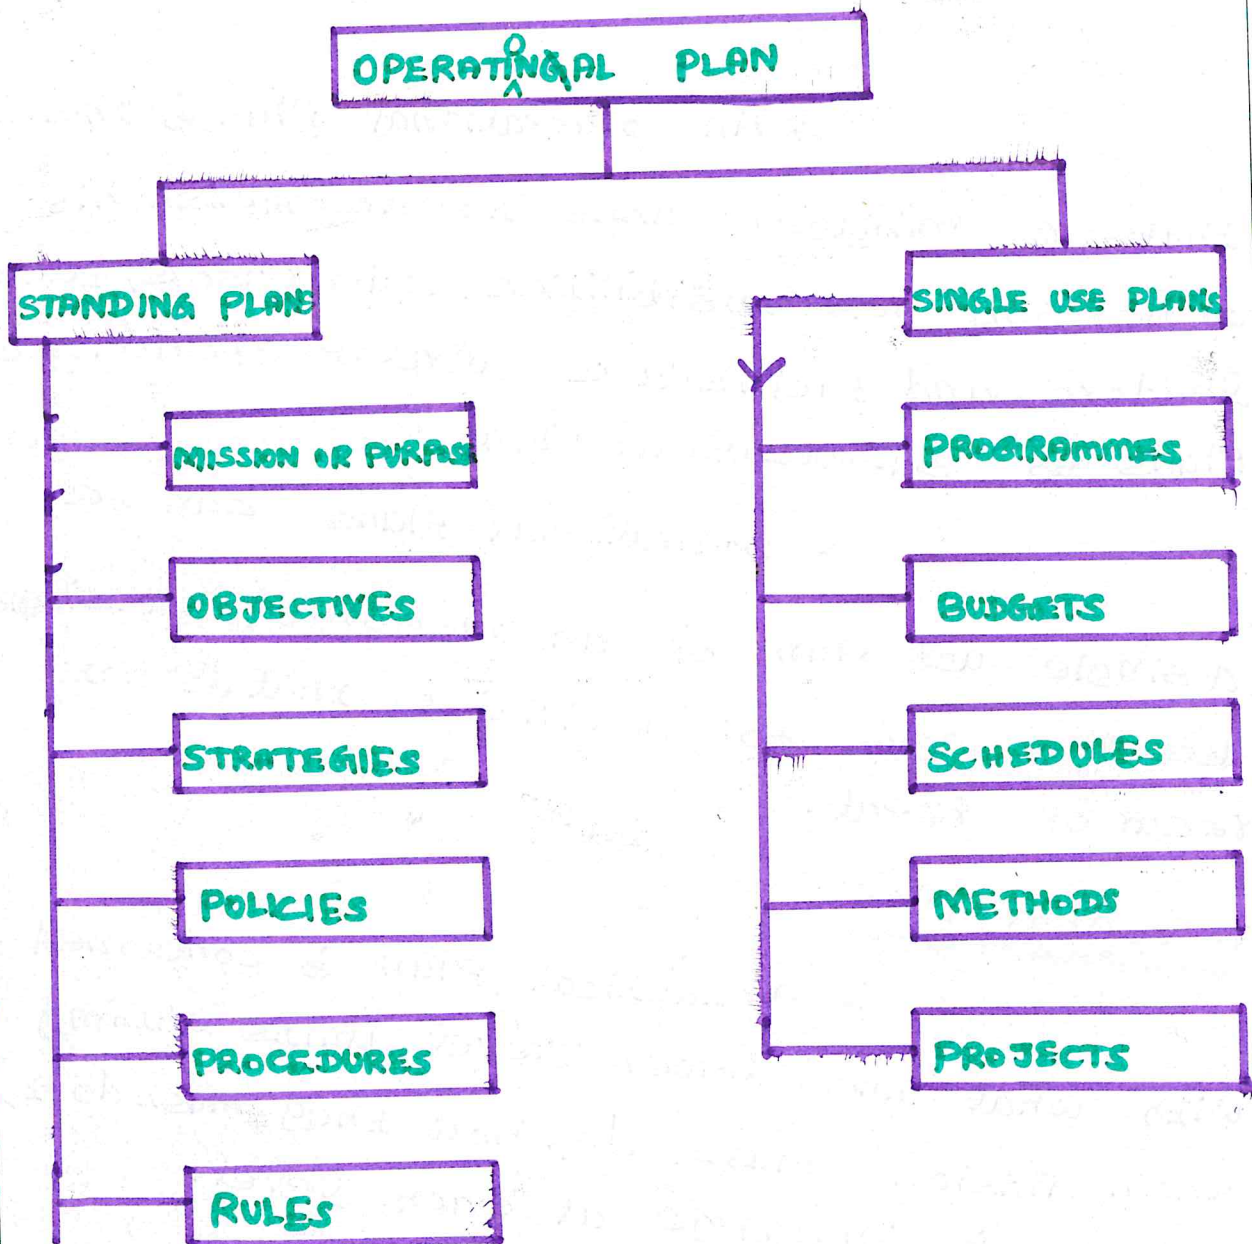 OPERATIONAL PLAN
STANDING PLANS
SINGLE USE PLANS
MISSION OR PURPOSE
OBJECTIVES
STRATEGIES
POLICIES
PROCEDURES
RULES
PROGRAMMES
BUDGETS
SCHEDULES
METHODS
PROJECTS